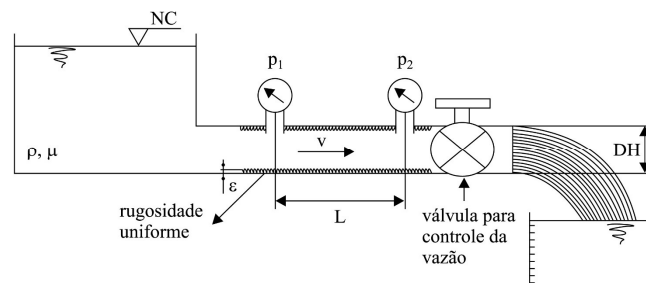 NC
p1
p2
ρ, μ
v
DH
ε
rugosidade
uniforme
L
válvula para
controle da
vazão